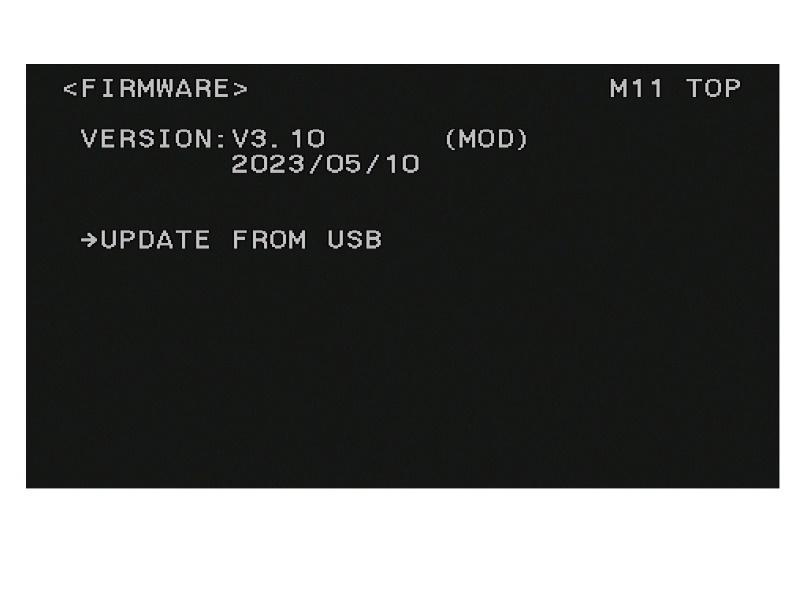 <FIRMWARE> M11 TOP
VERSION:V3.10 (MOD)
2023/05/10
→UPDATE FROM USB